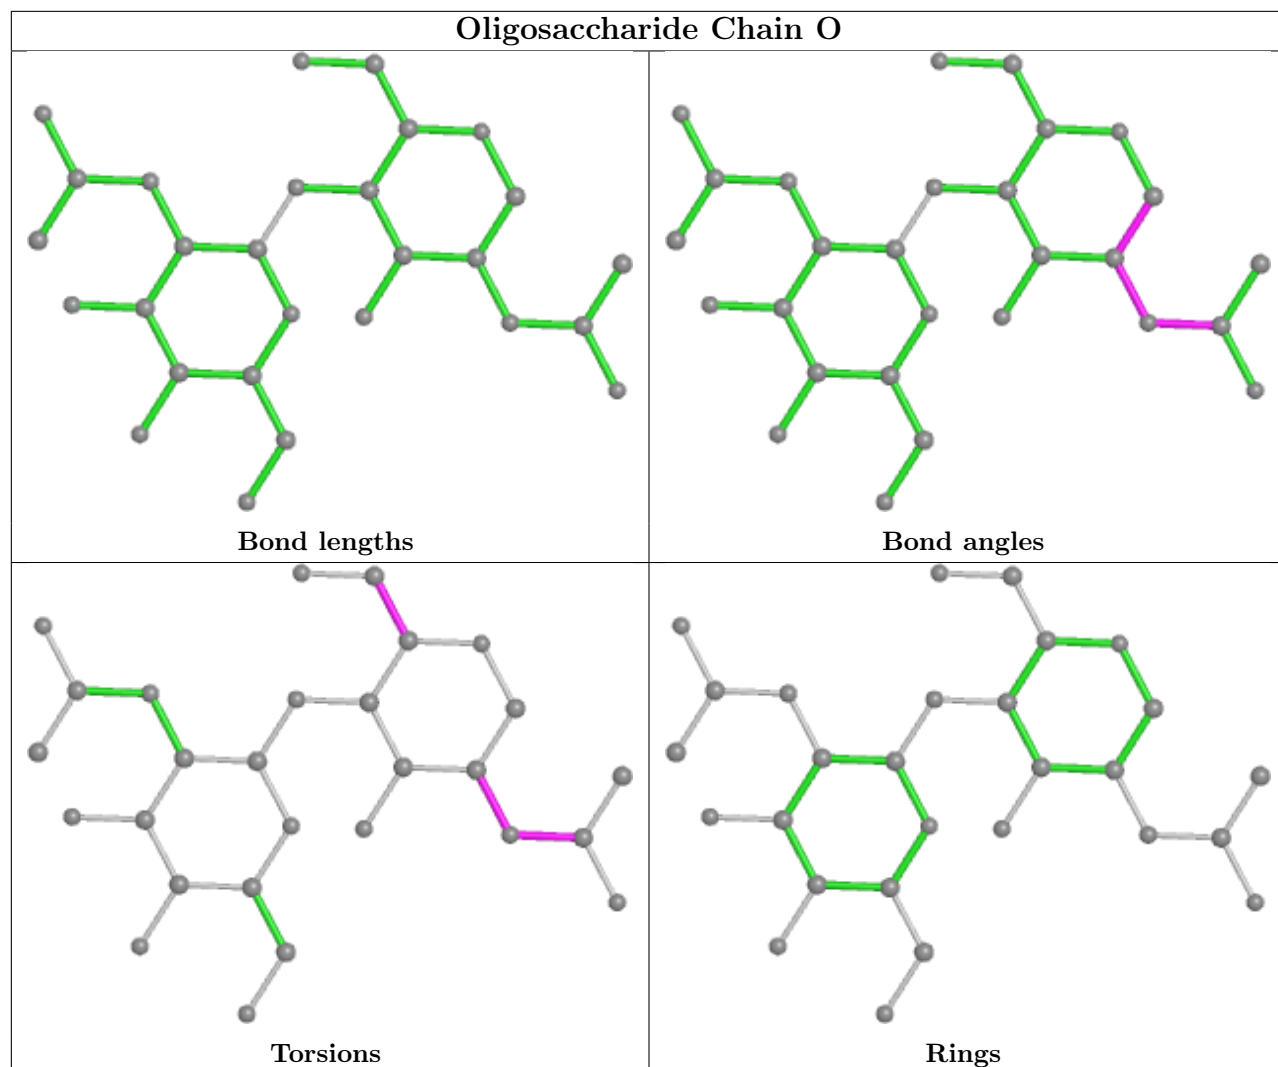 Oligosaccharide Chain O
Bond lengths
Bond angles
Torsions
Rings